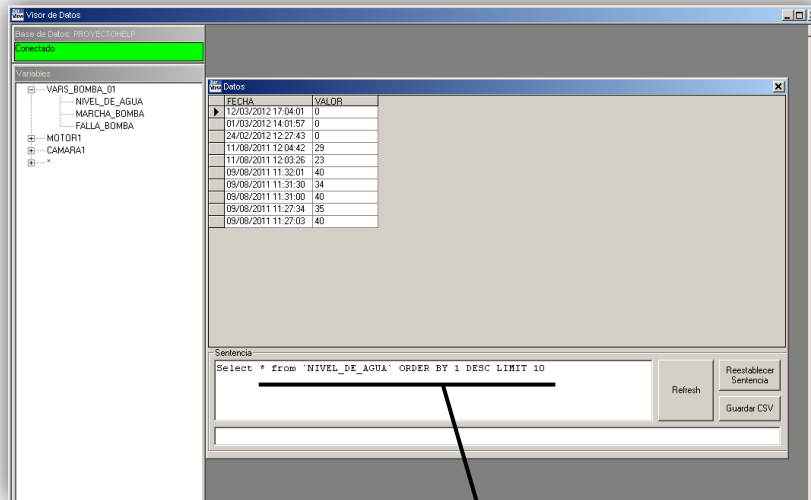 Visor de Datos
Base de Datos: PROYECTOHELP
Conectado
Variables
VARS_BOMBA_01
NIVEL_DE_AGUA
MARCHA_BOMBA
FALLA_BOMBA
MOTOR1
CAMARA1
*
Datos
FECHA VALOR
12/03/2012 17:04:01 0
01/03/2012 14:01:57 0
24/02/2012 12:27:43 0
11/08/2011 12:04:42 29
11/08/2011 12:03:26 23
09/08/2011 11:32:01 40
09/08/2011 11:31:30 34
09/08/2011 11:31:00 40
09/08/2011 11:27:34 35
09/08/2011 11:27:03 40
Sentencia
Select * from `NIVEL_DE_AGUA` ORDER BY 1 DESC LIMIT 10
Refresh
Reestablecer
Sentencia
Guardar CSV